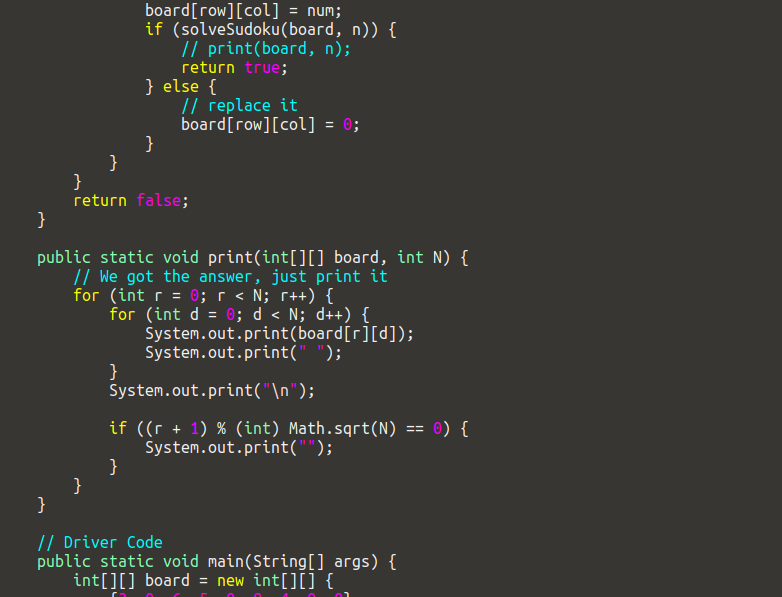 board[row][col] = num;
if (solveSudoku(board, n)) {
// print(board, n);
return true;
} else {
// replace it
board[row][col] = 0;
}
}
}
return false;
}
public static void print(int[][] board, int N) {
// We got the answer, just print it
for (int r = 0; r < N; r++) {
for (int d = 0; d < N; d++) {
System.out.print(board[r][d]);
System.out.print(" ");
}
System.out.print("\n");
if ((r + 1) % (int) Math.sqrt(N) == 0) {
System.out.print("");
}
}
}
// Driver Code
public static void main(String[] args) {
int[][] board = new int[][] {